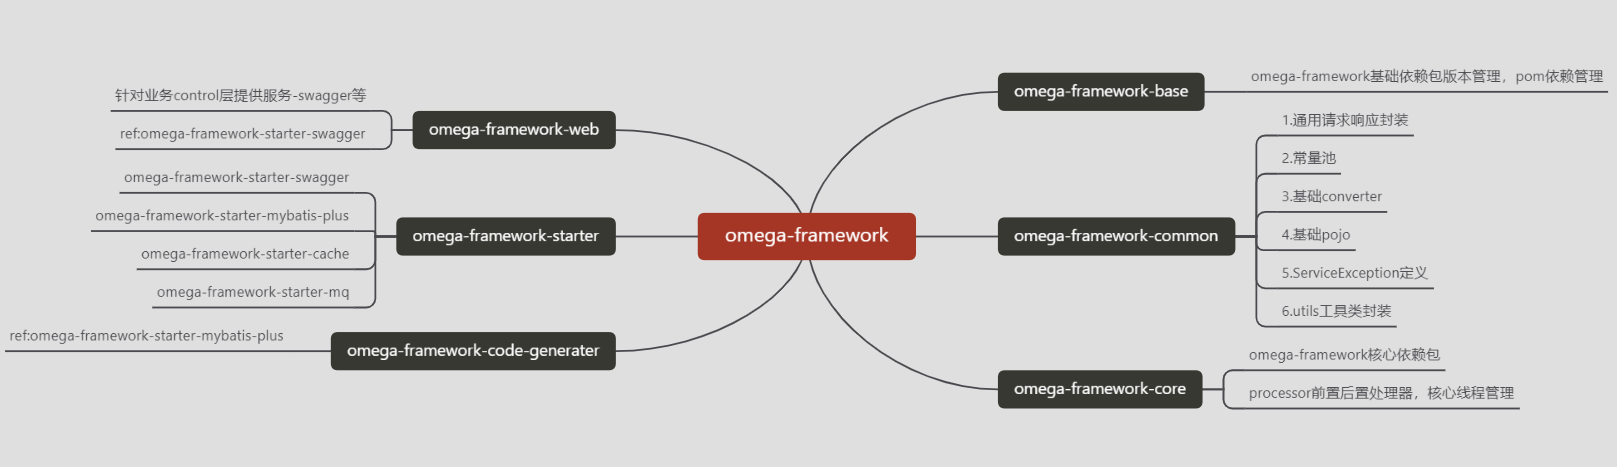 omega-framework
omega-framework-base
omega-framework基础依赖包版本管理，pom依赖管理
omega-framework-common
1.通用请求响应封装
2.常量池
3.基础converter
4.基础pojo
5.ServiceException定义
6.utils工具类封装
omega-framework-core
omega-framework核心依赖包
processor前置后置处理器，核心线程管理
omega-framework-web
针对业务control层提供服务-swagger等
ref:omega-framework-starter-swagger
omega-framework-starter
omega-framework-starter-swagger
omega-framework-starter-mybatis-plus
omega-framework-starter-cache
omega-framework-starter-mq
omega-framework-code-generater
ref:omega-framework-starter-mybatis-plus